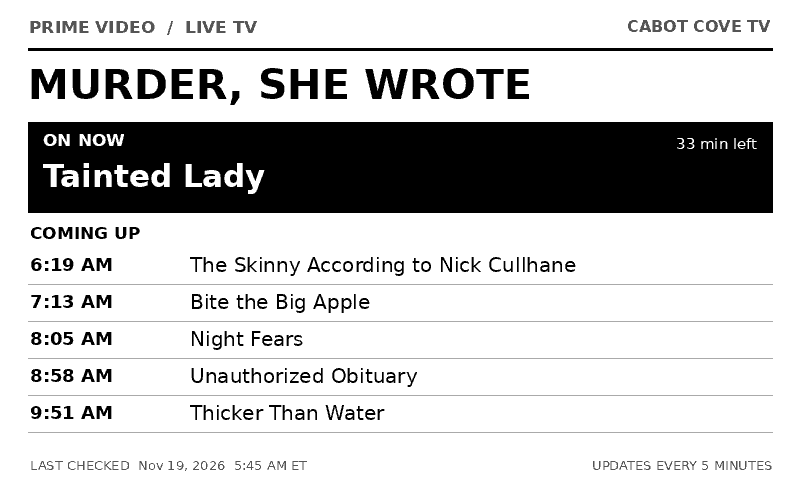 PRIME VIDEO / LIVE TV
CABOT COVE TV
MURDER, SHE WROTE
ON NOW
33 min left
Tainted Lady
COMING UP
6:19 AM The Skinny According to Nick Cullhane
7:13 AM Bite the Big Apple
8:05 AM Night Fears
8:58 AM Unauthorized Obituary
9:51 AM Thicker Than Water
LAST CHECKED Nov 19, 2026 5:45 AM ET
UPDATES EVERY 5 MINUTES